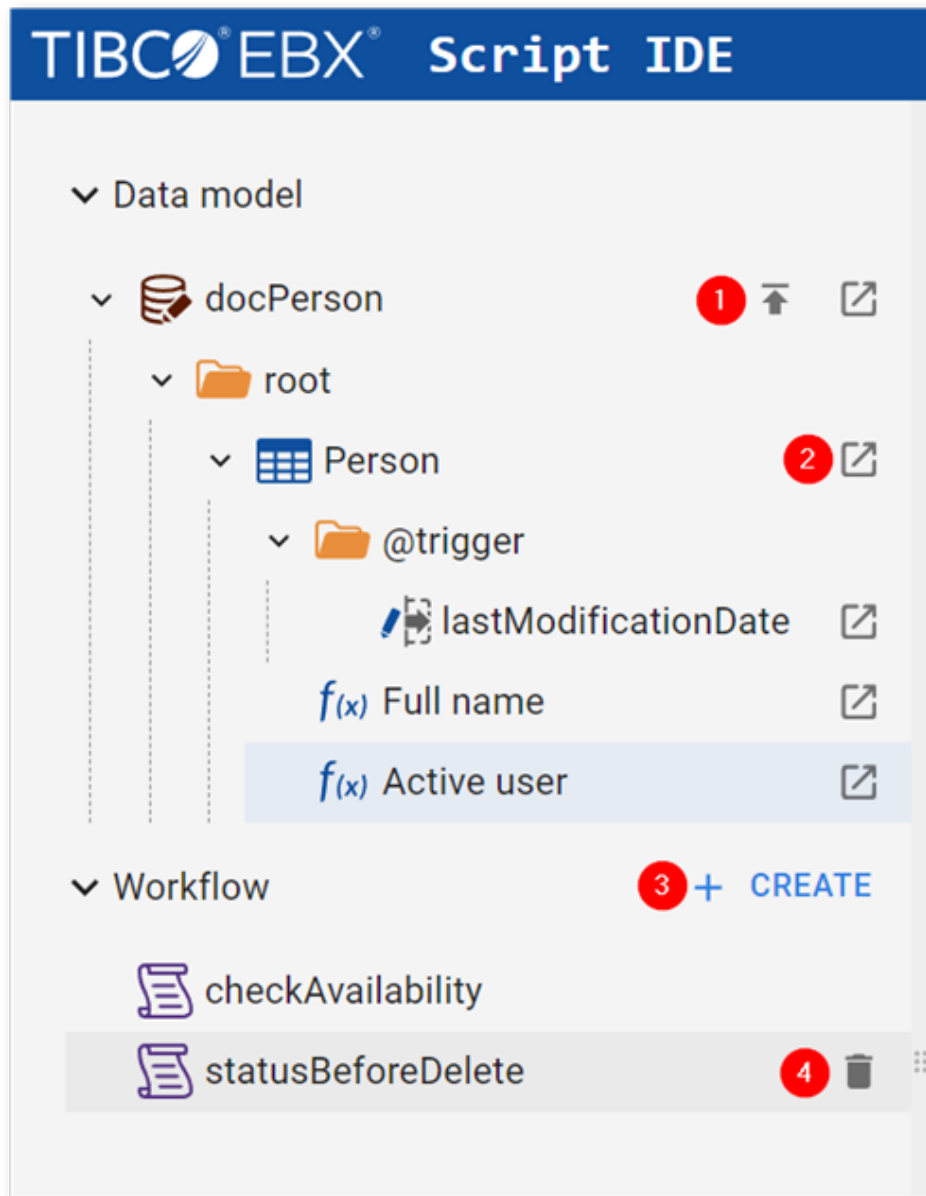 TIBCO® EBX® Script IDE
Data model
docPerson 1
root
Person 2
@trigger
lastModificationDate
f(x) Full name
f(x) Active user
Workflow 3 + CREATE
checkAvailability
statusBeforeDelete 4